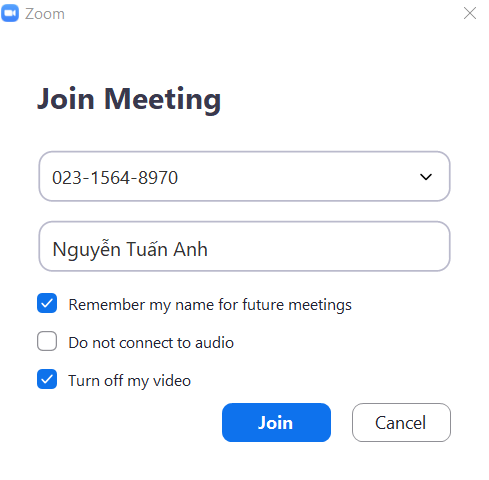 Zoom
Join Meeting
023-1564-8970
Nguyễn Tuấn Anh
Remember my name for future meetings
Do not connect to audio
Turn off my video
Join
Cancel